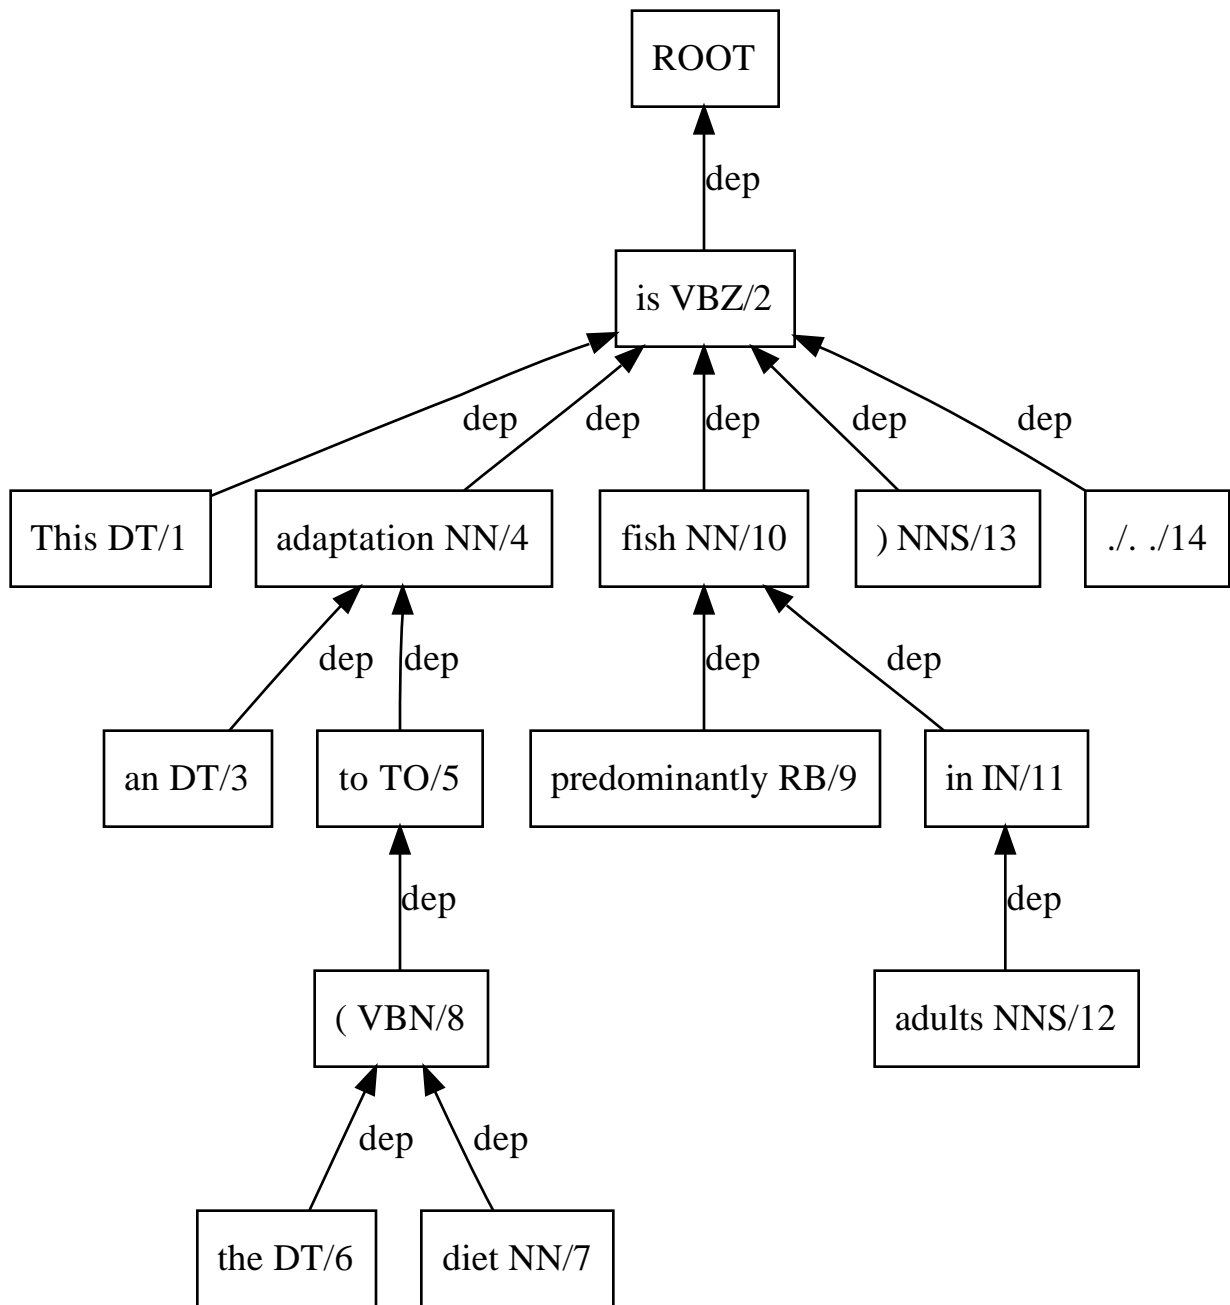 ROOT
dep
is VBZ/2
dep dep dep dep dep
This DT/1 adaptation NN/4 fish NN/10 ) NNS/13 ./. ./14
dep dep dep dep
an DT/3 to TO/5 predominantly RB/9 in IN/11
dep dep
( VBN/8 adults NNS/12
dep dep
the DT/6 diet NN/7